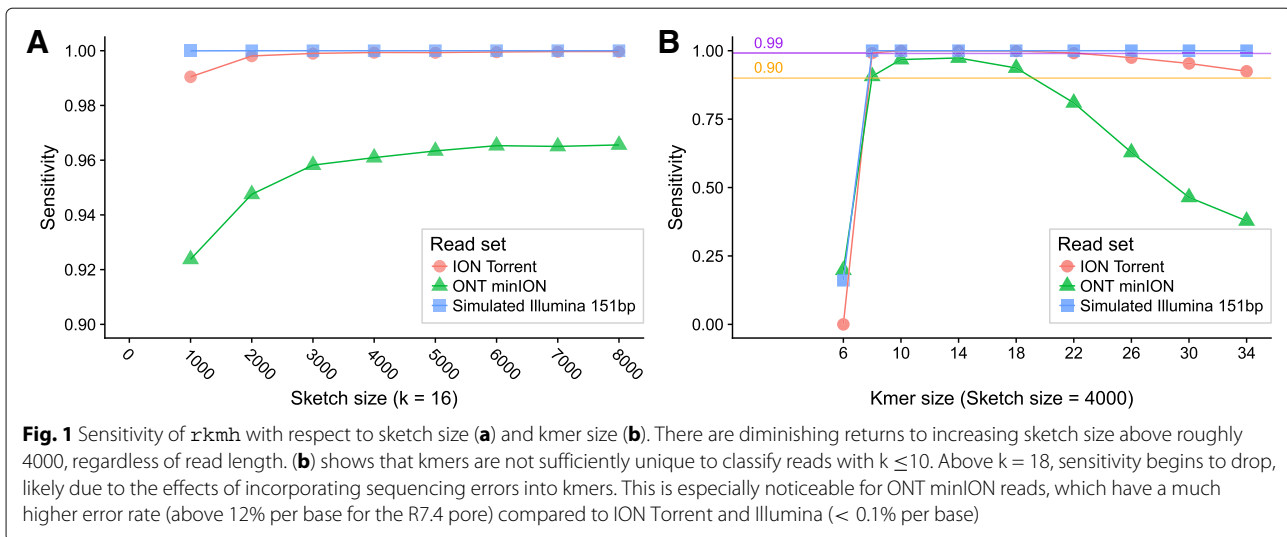 A
1.00
0.98
0.96
0.94
0.92
0.90
Sensitivity
0
1000
2000
3000
4000
5000
6000
7000
8000
Sketch size (k = 16)
Read set
ION Torrent
ONT minION
Simulated Illumina 151bp
B
0.99
0.90
1.00
0.75
0.50
0.25
0.00
Sensitivity
6
10
14
18
22
26
30
34
Kmer size (Sketch size = 4000)
Read set
ION Torrent
ONT minION
Simulated Illumina 151bp
Fig. 1 Sensitivity of rkmh with respect to sketch size (a) and kmer size (b). There are diminishing returns to increasing sketch size above roughly
4000, regardless of read length. (b) shows that kmers are not sufficiently unique to classify reads with k ≤10. Above k = 18, sensitivity begins to drop,
likely due to the effects of incorporating sequencing errors into kmers. This is especially noticeable for ONT minION reads, which have a much
higher error rate (above 12% per base for the R7.4 pore) compared to ION Torrent and Illumina (< 0.1% per base)